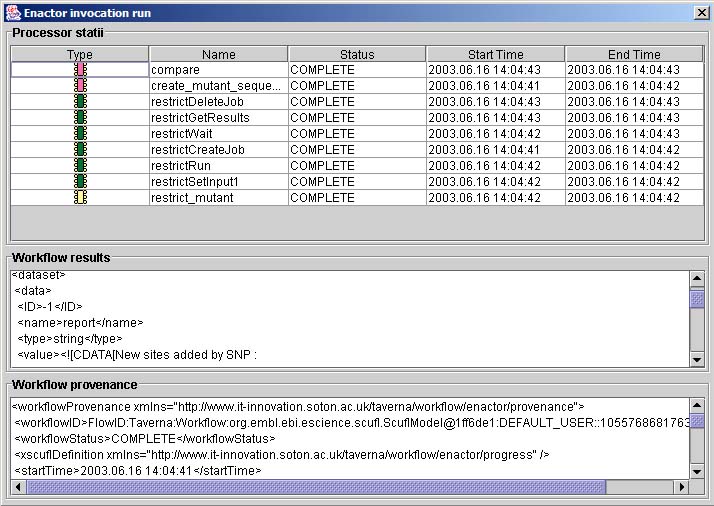 Enactor invocation run
Processor statii
Type Name Status Start Time End Time
compare COMPLETE 2003.06.16 14:04:43 2003.06.16 14:04:43
create_mutant_seque... COMPLETE 2003.06.16 14:04:41 2003.06.16 14:04:42
restrictDeleteJob COMPLETE 2003.06.16 14:04:43 2003.06.16 14:04:43
restrictGetResults COMPLETE 2003.06.16 14:04:43 2003.06.16 14:04:43
restrictWait COMPLETE 2003.06.16 14:04:42 2003.06.16 14:04:43
restrictCreateJob COMPLETE 2003.06.16 14:04:41 2003.06.16 14:04:42
restrictRun COMPLETE 2003.06.16 14:04:42 2003.06.16 14:04:42
restrictSetInput1 COMPLETE 2003.06.16 14:04:42 2003.06.16 14:04:42
restrict_mutant COMPLETE 2003.06.16 14:04:42 2003.06.16 14:04:42
Workflow results
<dataset>
<data>
<ID>-1</ID>
<name>report</name>
<type>string</type>
<value><![CDATA[New sites added by SNP :
Workflow provenance
<workflowProvenance xmlns="http://www.it-innovation.soton.ac.uk/taverna/workflow/enactor/provenance">
<workflowID>FlowID:Taverna:Workflow:org.embl.ebi.escience.scufl.ScuflModel@1ff6de1:DEFAULT_USER::1055768681763
<workflowStatus>COMPLETE</workflowStatus>
<xscuflDefinition xmlns="http://www.it-innovation.soton.ac.uk/taverna/workflow/enactor/progress" />
<startTime>2003.06.16 14:04:41</startTime>